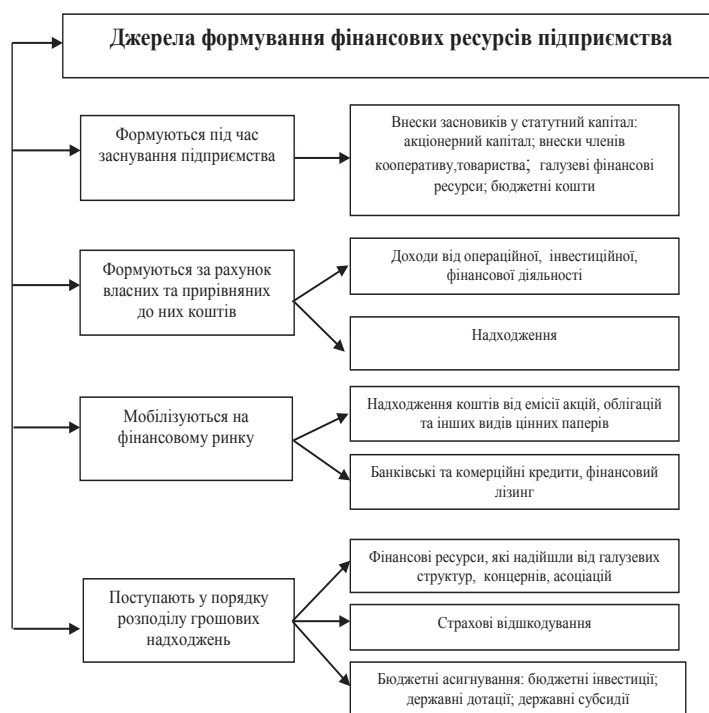 Джерела формування фінансових ресурсів підприємства
Формуються під час
заснування підприємства
Внески засновиків у статутний капітал:
акціонерний капітал; внески членів
кооперативу,товариства; галузеві фінансові
ресурси; бюджетні кошти
Формуються за рахунок
власних та прирівняних
до них коштів
Доходи від операційної, інвестиційної,
фінансової діяльності
Надходження
Мобілізуються на
фінансовому ринку
Надходження коштів від емісії акцій, облігацій
та інших видів цінних паперів
Банківські та комерційні кредити, фінансовий
лізинг
Поступають у порядку
розподілу грошових
надходжень
Фінансові ресурси, які надійшли від галузевих
структур, концернів, асоціацій
Страхові відшкодування
Бюджетні асигнування: бюджетні інвестиції;
державні дотації; державні субсидії